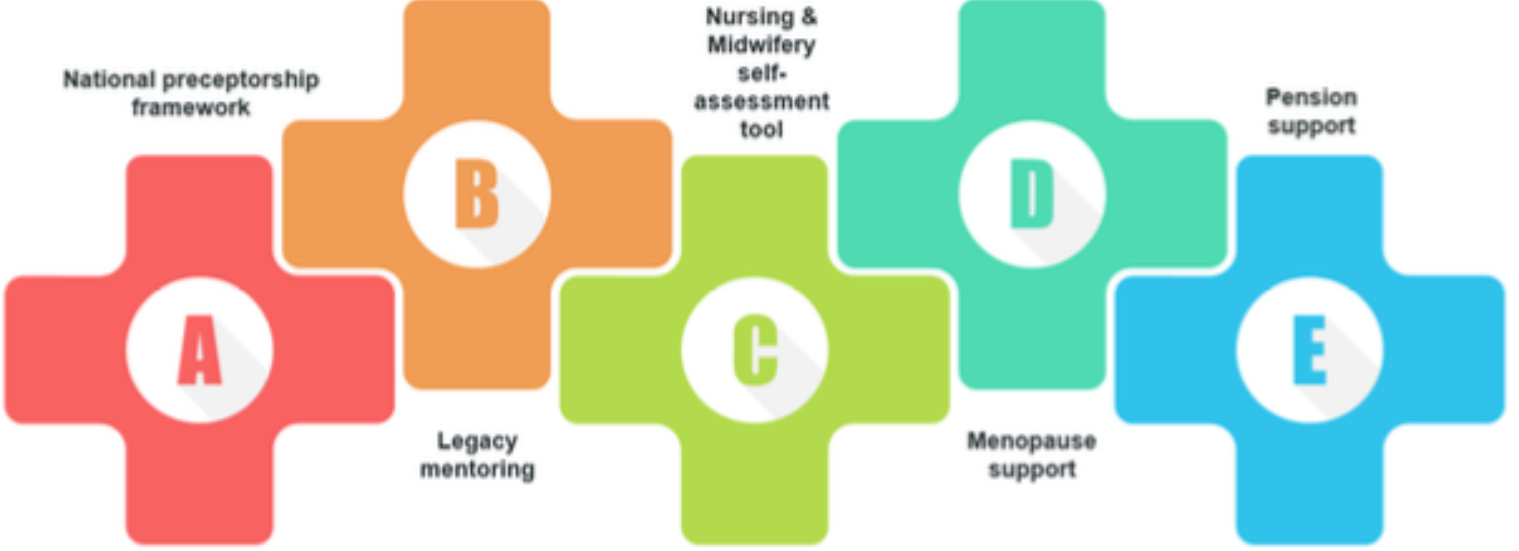 National preceptorship
framework
A
B
Legacy
mentoring
Nursing &
Midwifery
self-
assessment
tool
C
D
Menopause
support
Pension
support
E